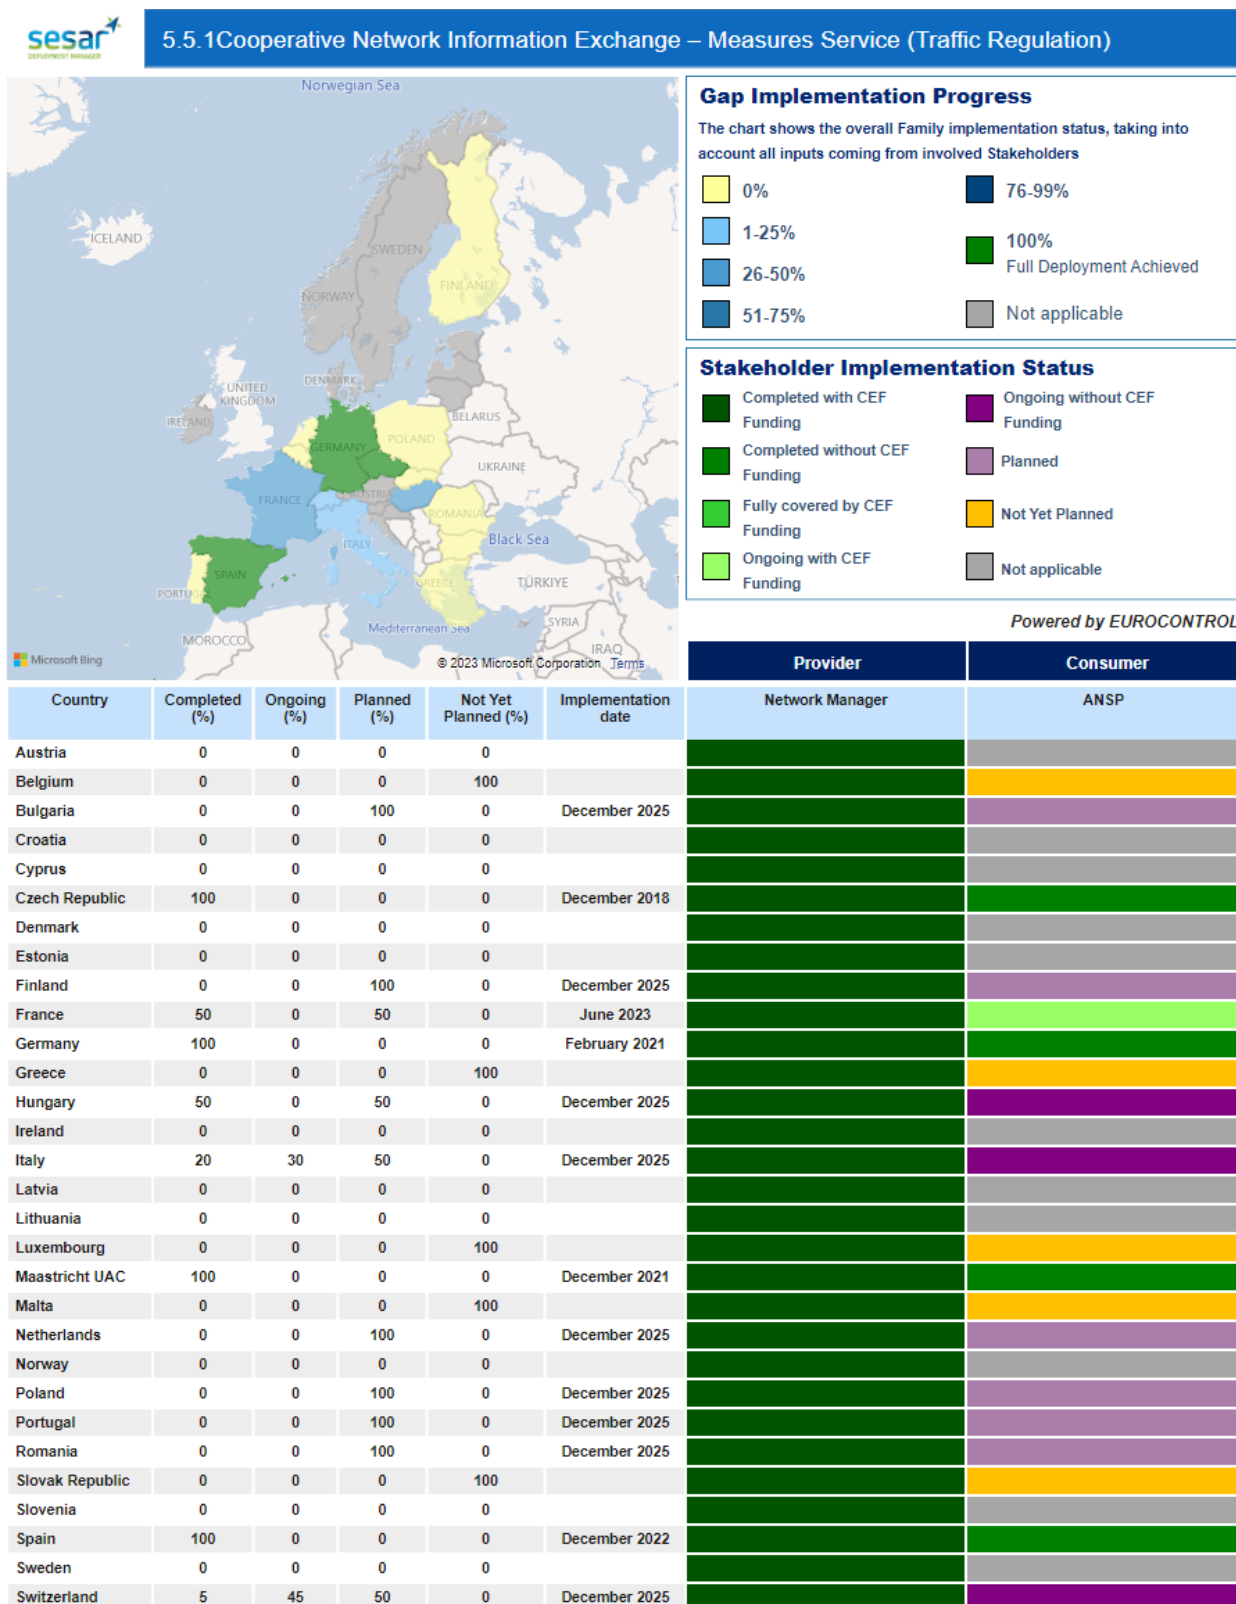 sesar
DEPLOYMENT MANAGER
5.5.1Cooperative Network Information Exchange – Measures Service (Traffic Regulation)
Norwegian Sea
ICELAND
SWEDEN
FINLAND
NORWAY
DENMARK
UNITED
KINGDOM
IRELAND
BELARUS
POLAND
GERMANY
UKRAINE
FRANCE
AUSTRIA
ROMANIA
ITALY
Black Sea
SPAIN
GREECE
TÜRKIYE
PORTUGAL
Mediterranean Sea
SYRIA
MOROCCO
IRAQ
Microsoft Bing
© 2023 Microsoft Corporation Terms
Gap Implementation Progress
The chart shows the overall Family implementation status, taking into
account all inputs coming from involved Stakeholders
0%
76-99%
1-25%
100%
Full Deployment Achieved
26-50%
51-75%
Not applicable
Stakeholder Implementation Status
Completed with CEF
Funding
Ongoing without CEF
Funding
Completed without CEF
Funding
Planned
Fully covered by CEF
Funding
Not Yet Planned
Ongoing with CEF
Funding
Not applicable
Powered by EUROCONTROL
Provider Consumer
Country Completed (%) Ongoing (%) Planned (%) Not Yet Planned (%) Implementation date Network Manager ANSP
Austria 0 0 0 0
Belgium 0 0 0 100
Bulgaria 0 0 100 0 December 2025
Croatia 0 0 0 0
Cyprus 0 0 0 0
Czech Republic 100 0 0 0 December 2018
Denmark 0 0 0 0
Estonia 0 0 0 0
Finland 0 0 100 0 December 2025
France 50 0 50 0 June 2023
Germany 100 0 0 0 February 2021
Greece 0 0 0 100
Hungary 50 0 50 0 December 2025
Ireland 0 0 0 0
Italy 20 30 50 0 December 2025
Latvia 0 0 0 0
Lithuania 0 0 0 0
Luxembourg 0 0 0 100
Maastricht UAC 100 0 0 0 December 2021
Malta 0 0 0 100
Netherlands 0 0 100 0 December 2025
Norway 0 0 0 0
Poland 0 0 100 0 December 2025
Portugal 0 0 100 0 December 2025
Romania 0 0 100 0 December 2025
Slovak Republic 0 0 0 100
Slovenia 0 0 0 0
Spain 100 0 0 0 December 2022
Sweden 0 0 0 0
Switzerland 5 45 50 0 December 2025